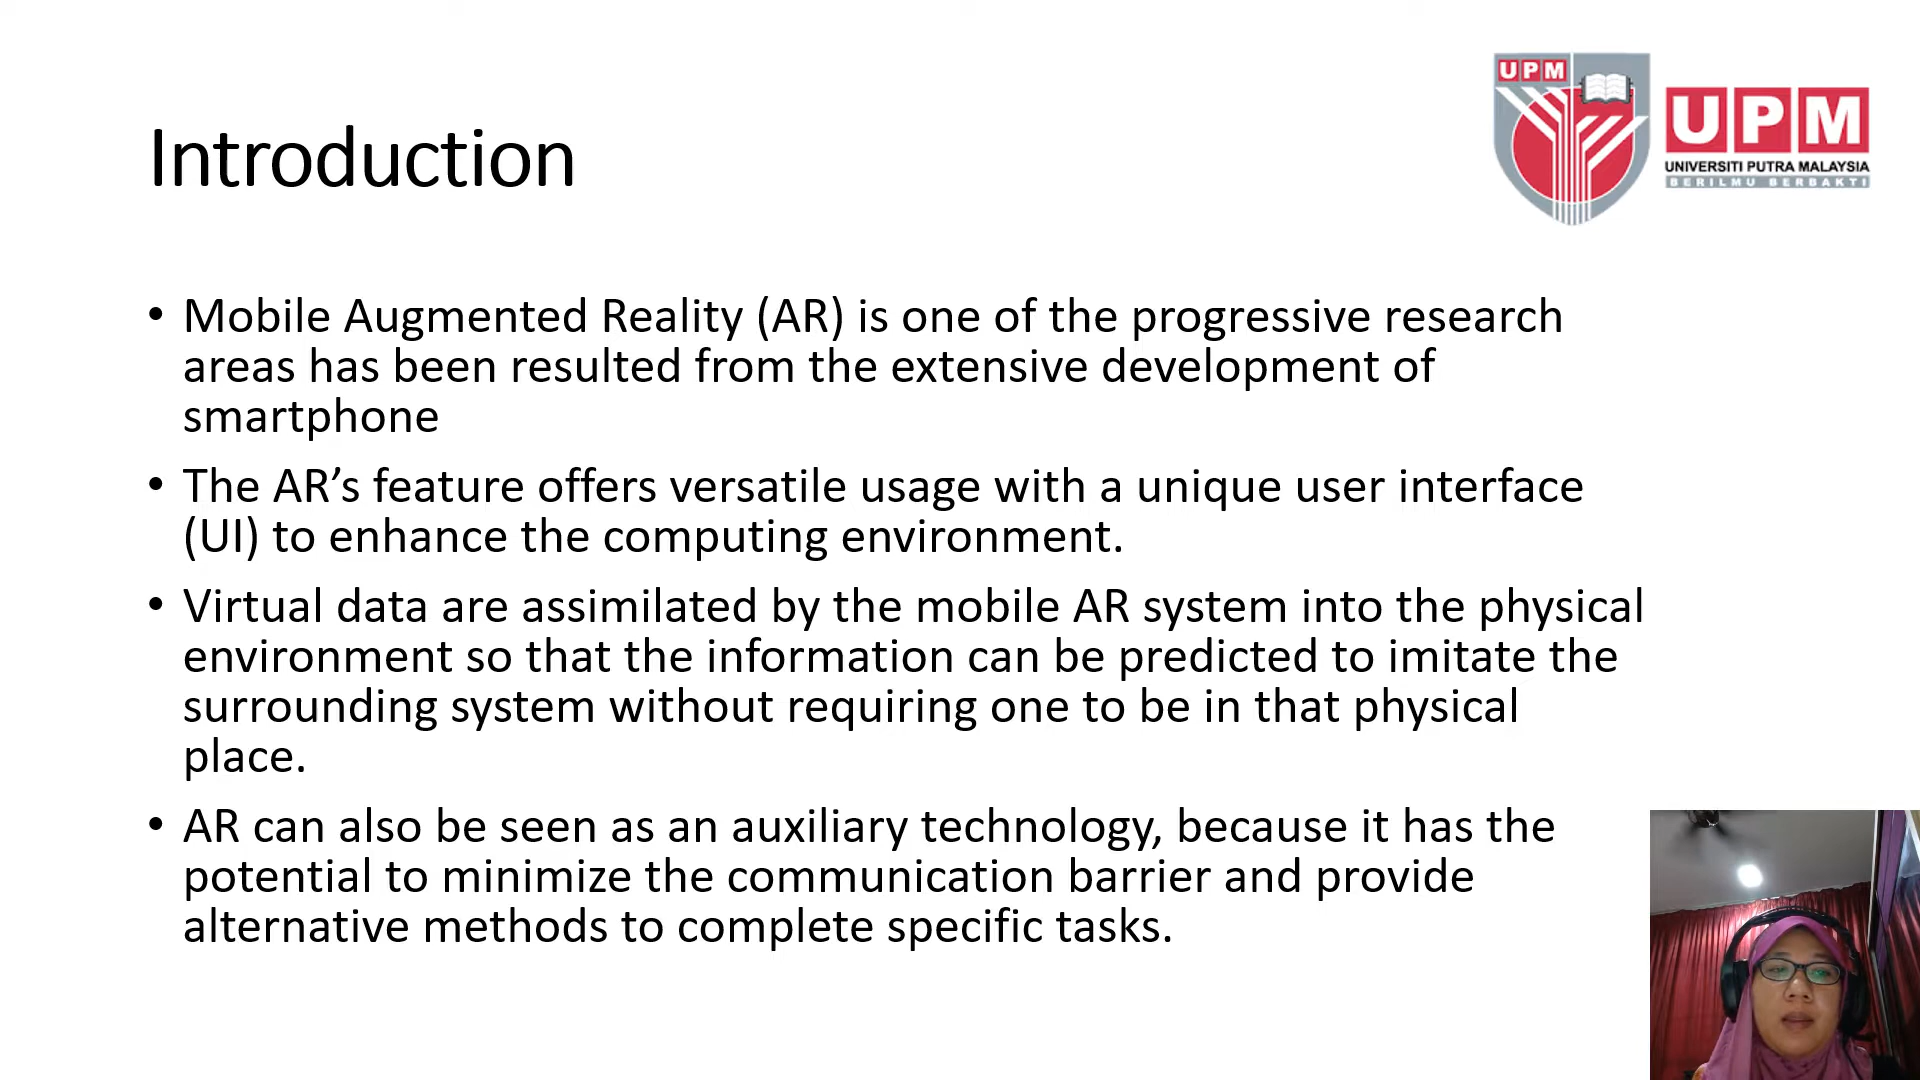 UPM
UPM
UNIVERSITI PUTRA MALAYSIA
BERILMU BERBAKTI
Introduction
• Mobile Augmented Reality (AR) is one of the progressive research
areas has been resulted from the extensive development of
smartphone
• The AR’s feature offers versatile usage with a unique user interface
(UI) to enhance the computing environment.
• Virtual data are assimilated by the mobile AR system into the physical
environment so that the information can be predicted to imitate the
surrounding system without requiring one to be in that physical
place.
• AR can also be seen as an auxiliary technology, because it has the
potential to minimize the communication barrier and provide
alternative methods to complete specific tasks.